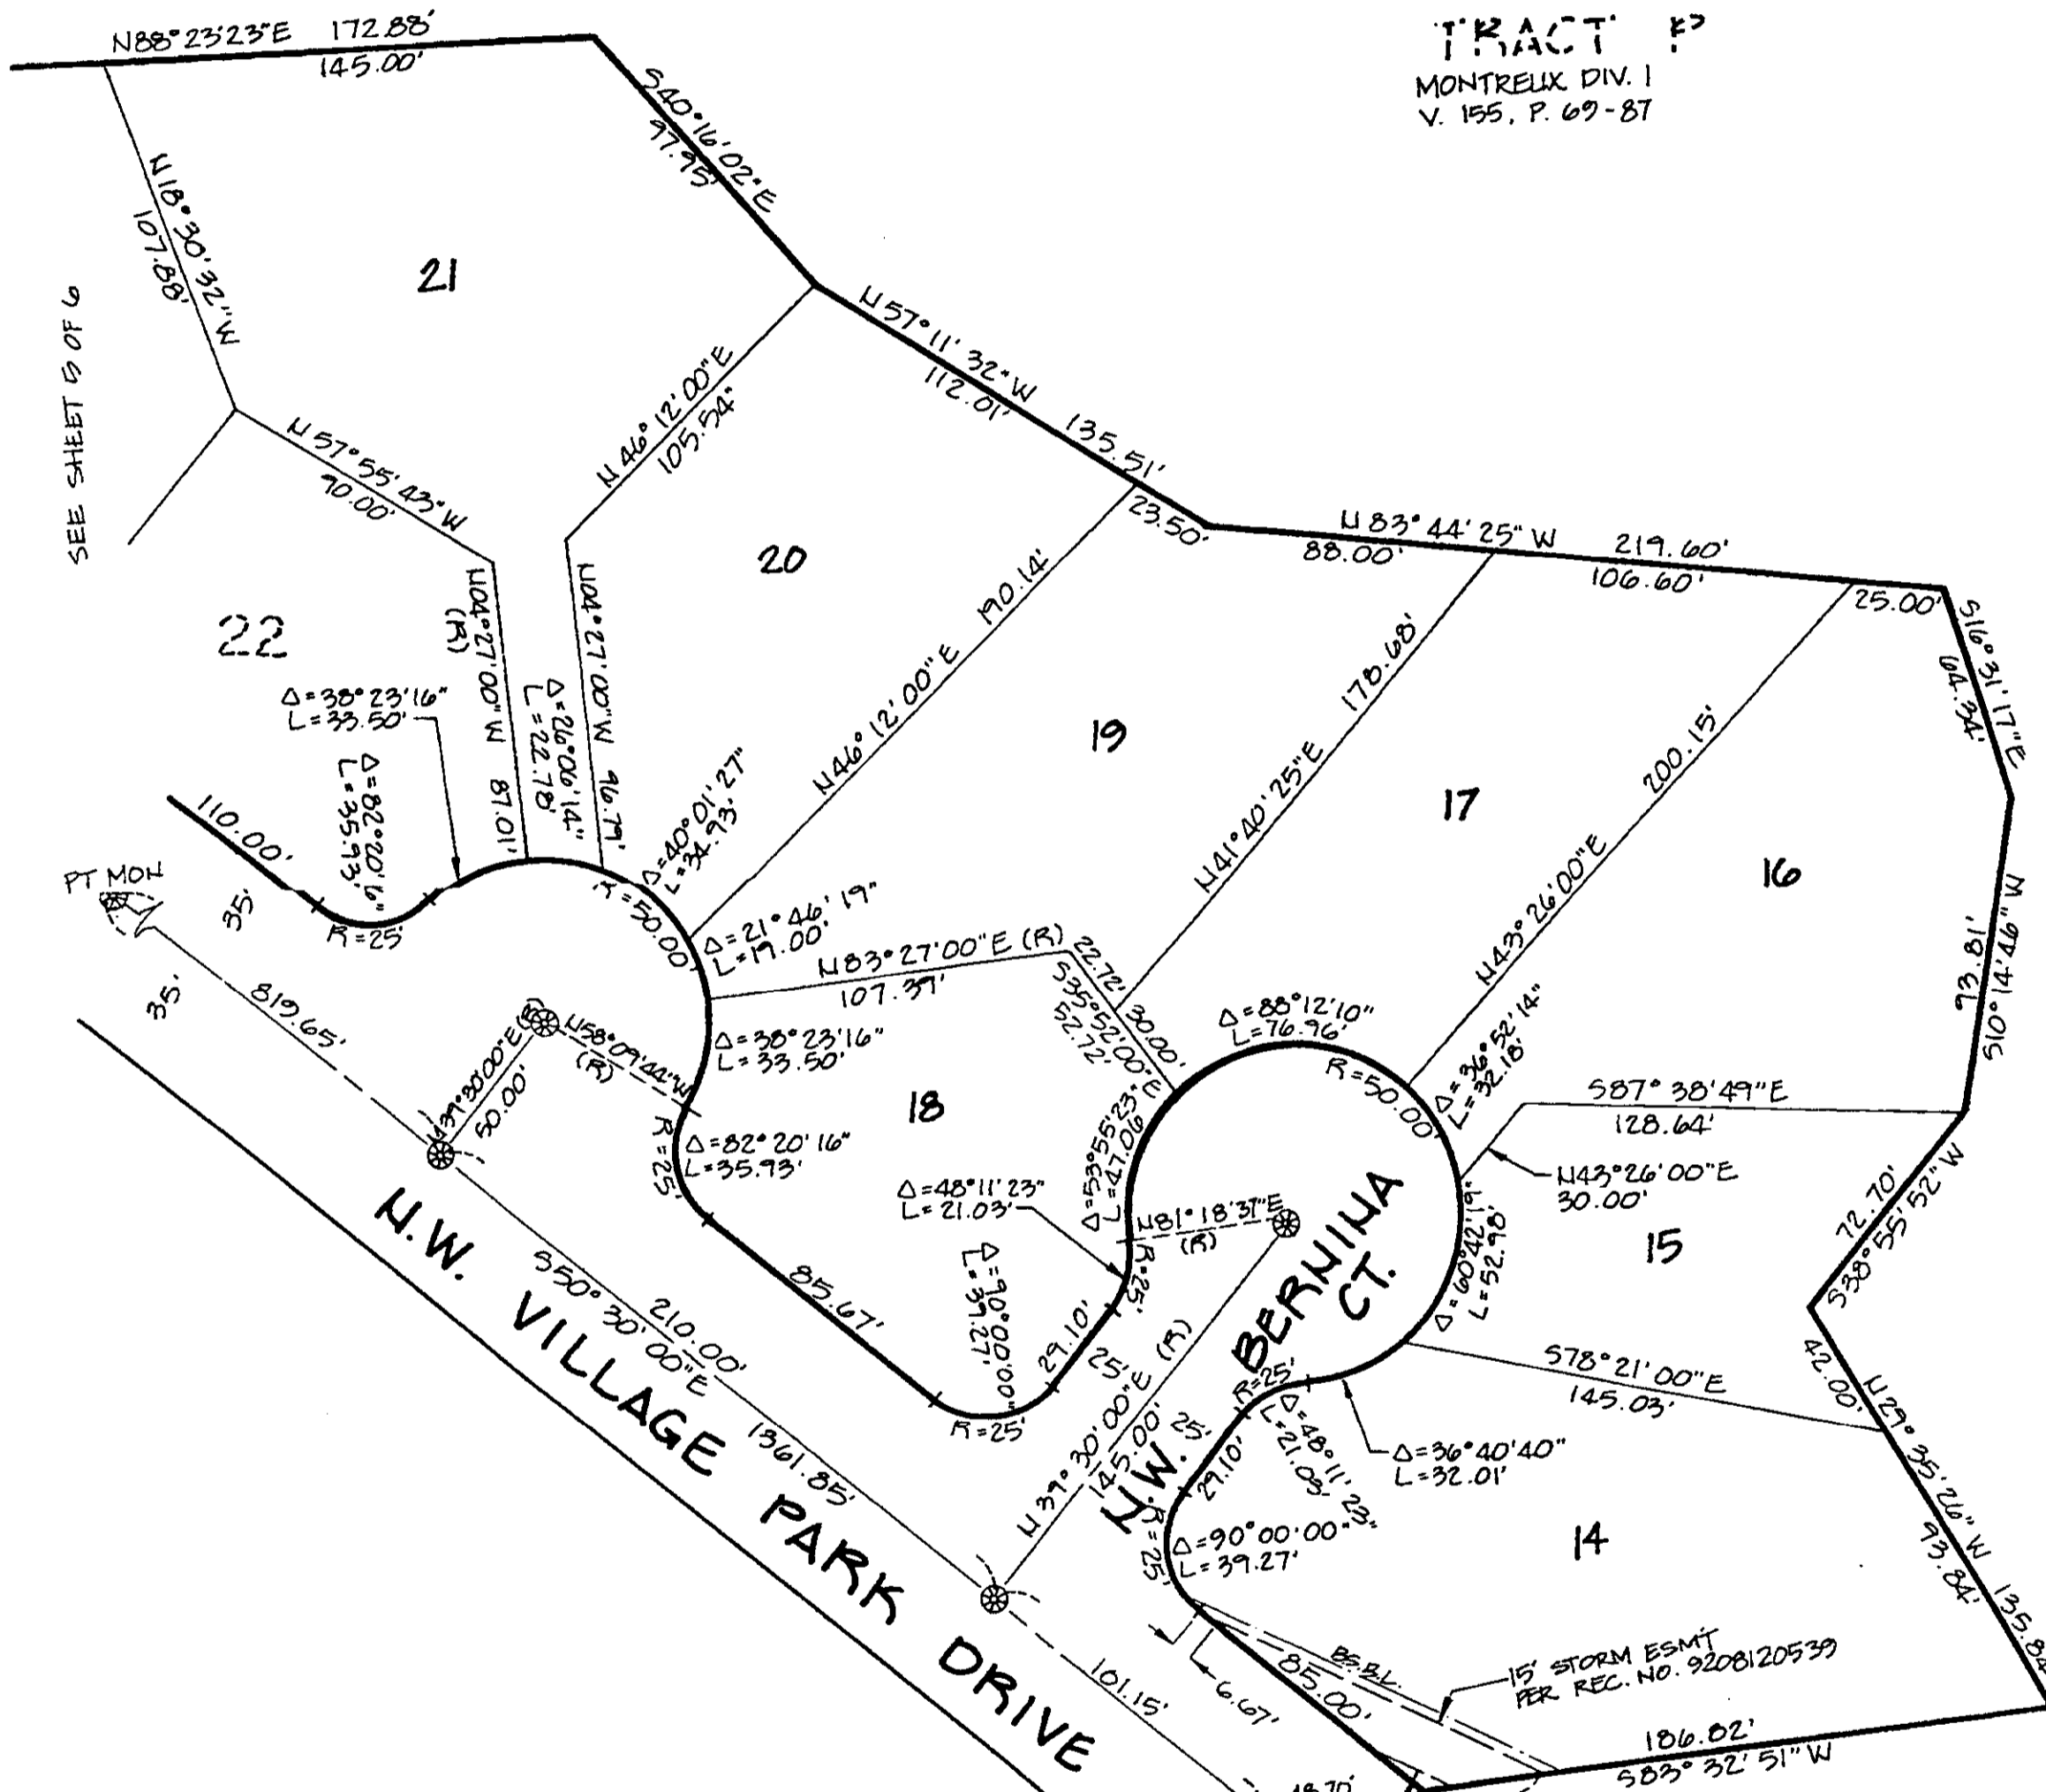 TRACT P
MONTREUX DIV. 1
V. 155, P. 69-87
N88°23'23"E 172.88'
145.00'
S40°16'02"E
97.95'
N18°30'32"W
107.88'
21
SEE SHEET 5 OF 6
N57°11'32"W
112.01'
135.51'
23.50'
N46°12'00"E
105.54"
N57°55'43"W
90.00'
N83°44'25"W
219.60'
88.00'
106.60'
25.00'
S16°31'17"E
64.34'
20
190.14'
N46°12'00"E
N04°27'00"W 87.01'
(R)
N04°27'00"W 96.79'
22
Δ=38°23'16"
L=33.50'
Δ=26°06'14"
L=22.78'
Δ=82°20'16"
L=35.93'
Δ=40°01'27"
L=34.93'
19
178.68'
N41°40'25"E
17
200.15'
N43°26'00"E
16
93.81'
S10°14'46"W
110.00'
PT MON
35'
35'
R=25'
R=50.00'
Δ=21°46'19"
L=19.00'
N83°27'00"E (R)
107.39'
22.72'
30.00'
S35°52'00"E
52.72'
819.65'
N39°30'00"E (R)
50.00'
N58°09'44"W
(R)
Δ=38°23'16"
L=33.50'
Δ=88°12'10"
L=76.96'
R=50.00'
Δ=36°52'14"
L=32.18'
S87°38'49"E
128.64'
N43°26'00"E
30.00'
18
R=25'
Δ=82°20'16"
L=35.93'
Δ=53°55'23"
L=47.06'
Δ=48°11'23"
L=21.03'
N81°18'37"E
(R)
R=25'
Δ=60°42'19"
L=52.98'
15
72.70'
S38°55'52"W
N.W. VILLAGE PARK DRIVE
85.67'
210.00'
S50°30'00"E
1361.85'
Δ=90°00'00"
L=39.27'
R=25'
29.10'
25'
N39°30'00"E (R)
145.00'
25'
N.W. BERNINA
CT.
R=25'
Δ=48°11'23"
L=21.03'
29.10'
Δ=36°40'40"
L=32.01'
S78°21'00"E
145.03'
42.00'
N29°35'26"W
93.84'
135.84
14
R=25'
Δ=90°00'00"
L=39.27'
B.S.B.L.
85.00'
6.67'
15' STORM ESMT
PER REC. NO. 9208120539
101.15'
186.82'
S83°32'51"W
48.70'